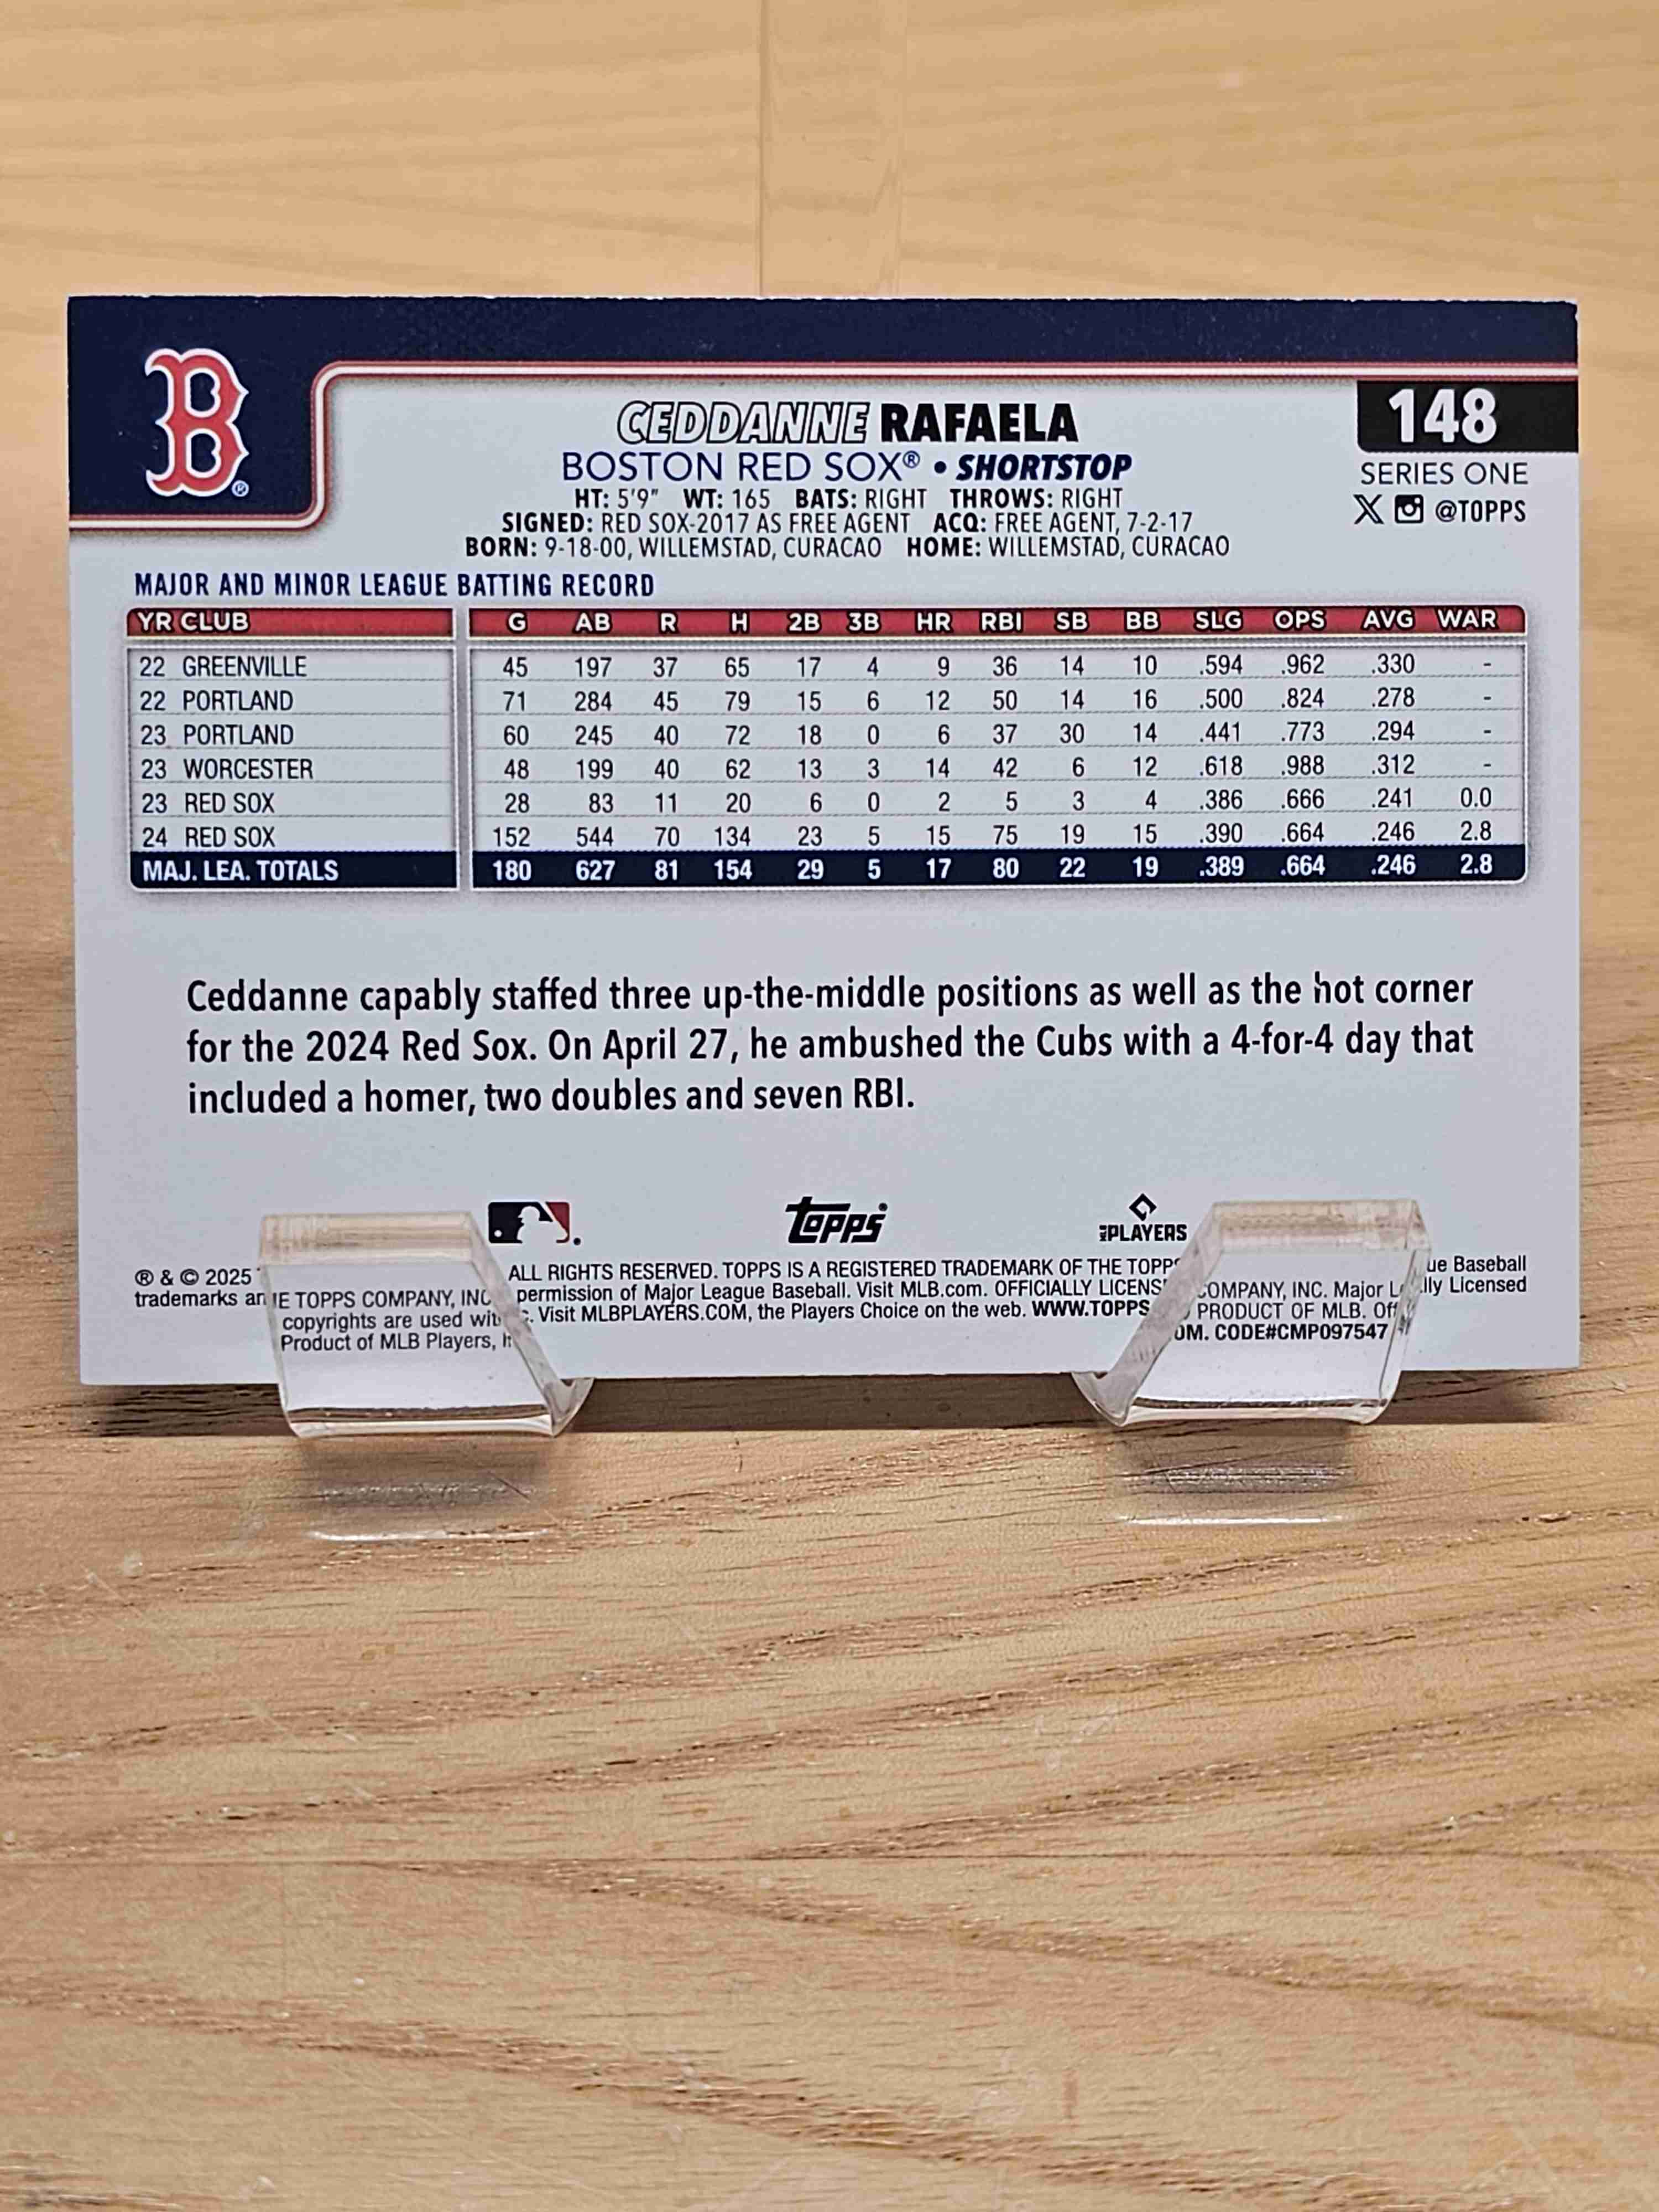 B
®
CEDDANNE RAFAELA
BOSTON RED SOX® • SHORTSTOP
HT: 5'9" WT: 165 BATS: RIGHT THROWS: RIGHT
SIGNED: RED SOX-2017 AS FREE AGENT ACQ: FREE AGENT, 7-2-17
BORN: 9-18-00, WILLEMSTAD, CURACAO HOME: WILLEMSTAD, CURACAO
148
SERIES ONE
X @TOPPS
MAJOR AND MINOR LEAGUE BATTING RECORD
YR CLUB G AB R H 2B 3B HR RBI SB BB SLG OPS AVG WAR
22 GREENVILLE 45 197 37 65 17 4 9 36 14 10 .594 .962 .330 -
22 PORTLAND 71 284 45 79 15 6 12 50 14 16 .500 .824 .278 -
23 PORTLAND 60 245 40 72 18 0 6 37 30 14 .441 .773 .294 -
23 WORCESTER 48 199 40 62 13 3 14 42 6 12 .618 .988 .312 -
23 RED SOX 28 83 11 20 6 0 2 5 3 4 .386 .666 .241 0.0
24 RED SOX 152 544 70 134 23 5 15 75 19 15 .390 .664 .246 2.8
MAJ. LEA. TOTALS 180 627 81 154 29 5 17 80 22 19 .389 .664 .246 2.8
Ceddanne capably staffed three up-the-middle positions as well as the hot corner
for the 2024 Red Sox. On April 27, he ambushed the Cubs with a 4-for-4 day that
included a homer, two doubles and seven RBI.
topps
MLB PLAYERS
® & © 2025 TOPPS COMPANY, INC ALL RIGHTS RESERVED. TOPPS IS A REGISTERED TRADEMARK OF THE TOPPS COMPANY, INC. Major Baseball
trademarks copyrights are used permission of Major League Baseball. Visit MLB.com. OFFICIALLY PRODUCT OF MLB. Licensed
Product of MLB Players, Visit MLBPLAYERS.COM, the Players Choice on the web. WWW.TOPPS CODE#CMP097547